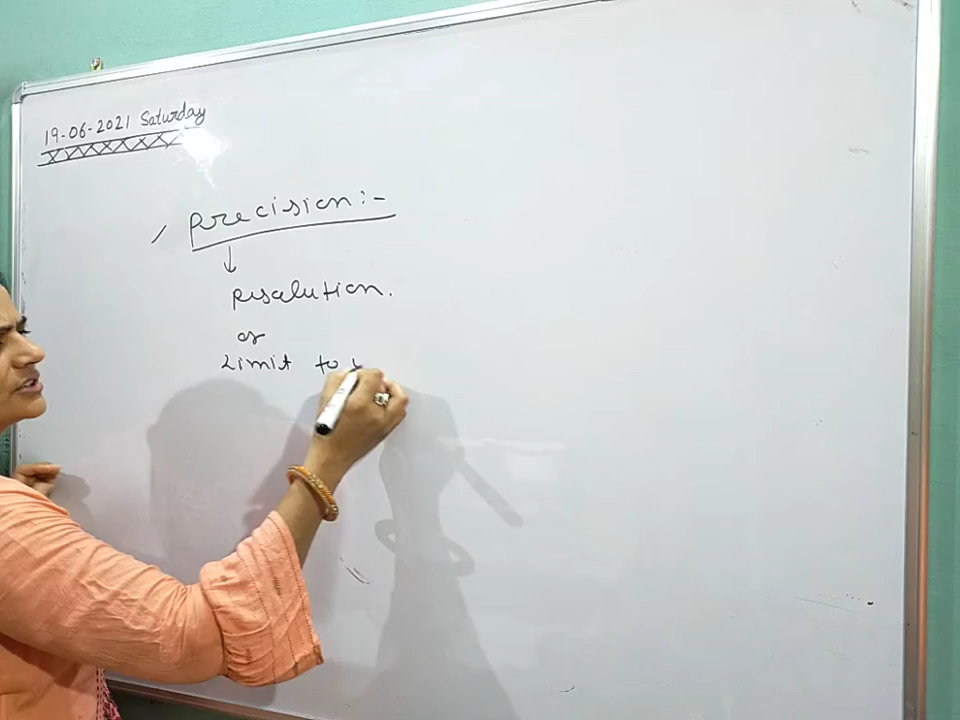 19-06-2021 Saturday
precision:-
↓
Resolution.
or
Limit to